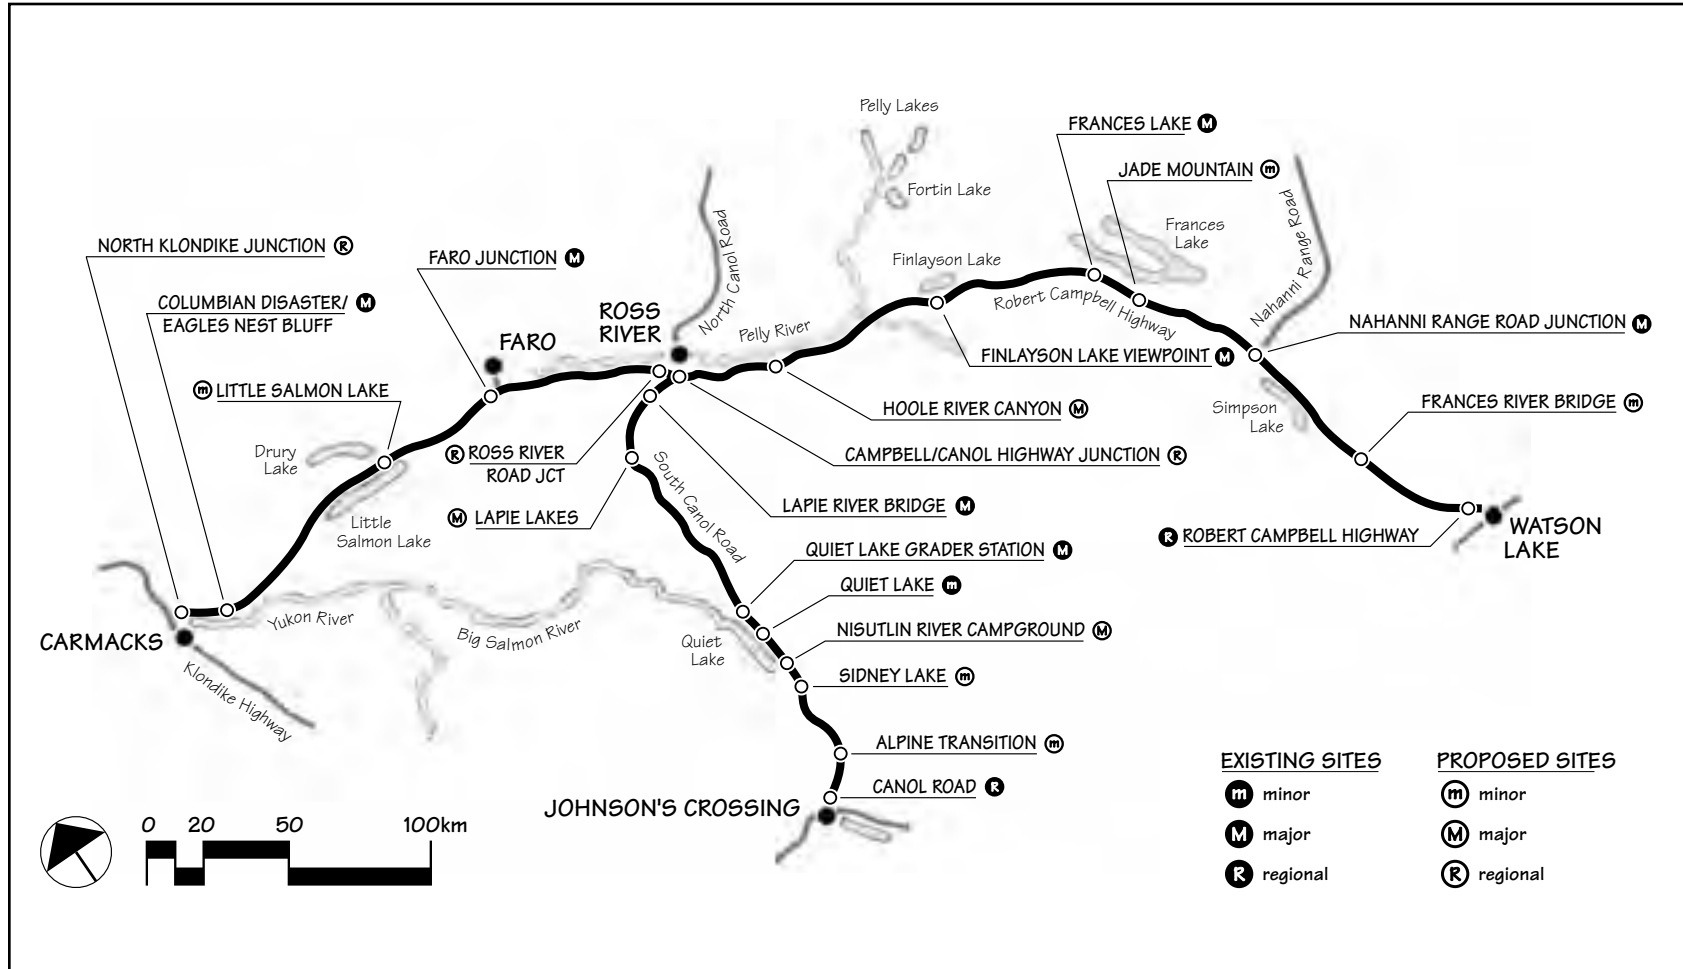 Pelly Lakes
FRANCES LAKE M
JADE MOUNTAIN m
Fortin Lake
North Canol Road
Nahanni Range Road
Frances
Lake
NORTH KLONDIKE JUNCTION R
FARO JUNCTION M
Finlayson Lake
COLUMBIAN DISASTER/ M
EAGLES NEST BLUFF
ROSS
RIVER
Robert Campbell Highway
Pelly River
NAHANNI RANGE ROAD JUNCTION M
FARO
FINLAYSON LAKE VIEWPOINT M
m LITTLE SALMON LAKE
HOOLE RIVER CANYON M
Simpson
Lake
FRANCES RIVER BRIDGE m
Drury
Lake
R ROSS RIVER
ROAD JCT
CAMPBELL/CANOL HIGHWAY JUNCTION R
South Canol Road
M LAPIE LAKES
LAPIE RIVER BRIDGE M
Little
Salmon Lake
R ROBERT CAMPBELL HIGHWAY
WATSON
LAKE
QUIET LAKE GRADER STATION M
QUIET LAKE m
Yukon River
Big Salmon River
NISUTLIN RIVER CAMPGROUND M
CARMACKS
Quiet
Lake
Klondike Highway
SIDNEY LAKE m
ALPINE TRANSITION m
CANOL ROAD R
JOHNSON'S CROSSING
EXISTING SITES
m minor
M major
R regional
PROPOSED SITES
m minor
M major
R regional
0 20 50 100km